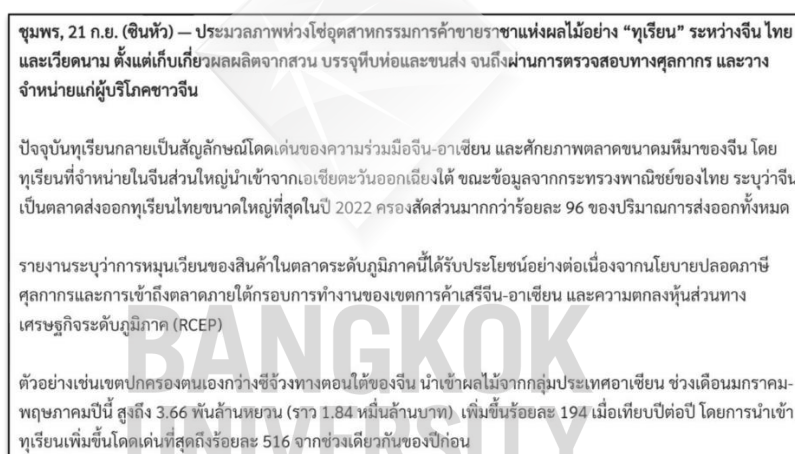 ชุมพร, 21 ก.ย. (ซินหัว) — ประมวลภาพห่วงโซ่อุตสาหกรรมการค้าขายราชาแห่งผลไม้อย่าง “ทุเรียน” ระหว่างจีน ไทย
และเวียดนาม ตั้งแต่เก็บเกี่ยวผลผลิตจากสวน บรรจุหีบห่อและขนส่ง จนถึงผ่านการตรวจสอบทางศุลกากร และวาง
จำหน่ายแก่ผู้บริโภคชาวจีน
ปัจจุบันทุเรียนกลายเป็นสัญลักษณ์โดดเด่นของความร่วมมือจีน-อาเซียน และศักยภาพตลาดขนาดมหึมาของจีน โดย
ทุเรียนที่จำหน่ายในจีนส่วนใหญ่นำเข้าจากเอเชียตะวันออกเฉียงใต้ ขณะข้อมูลจากกระทรวงพาณิชย์ของไทย ระบุว่าจีน
เป็นตลาดส่งออกทุเรียนไทยขนาดใหญ่ที่สุดในปี 2022 ครองสัดส่วนมากกว่าร้อยละ 96 ของปริมาณการส่งออกทั้งหมด
รายงานระบุว่าการหมุนเวียนของสินค้าในตลาดระดับภูมิภาคนี้ได้รับประโยชน์อย่างต่อเนื่องจากนโยบายปลอดภาษี
ศุลกากรและการเข้าถึงตลาดภายใต้กรอบการทำงานของเขตการค้าเสรีจีน-อาเซียน และความตกลงหุ้นส่วนทาง
เศรษฐกิจระดับภูมิภาค (RCEP)
BANGKOK
ตัวอย่างเช่นเขตปกครองตนเองกว่างซีจ้วงทางตอนใต้ของจีน นำเข้าผลไม้จากกลุ่มประเทศอาเซียน ช่วงเดือนมกราคม-
พฤษภาคมปีนี้ สูงถึง 3.66 พันล้านหยวน (ราว 1.84 หมื่นล้านบาท) เพิ่มขึ้นร้อยละ 194 เมื่อเทียบปีต่อปี โดยการนำเข้า
ทุเรียนเพิ่มขึ้นโดดเด่นที่สุดถึงร้อยละ 516 จากช่วงเดียวกันของปีก่อน
UNIVERSITY